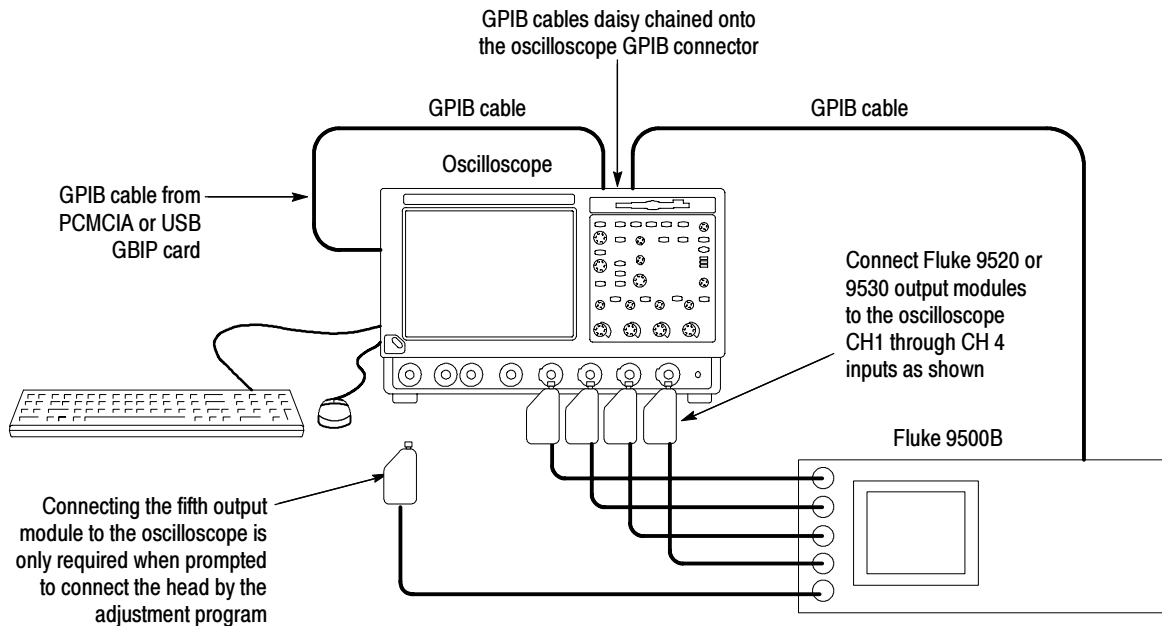 GPIB cables daisy chained onto
the oscilloscope GPIB connector
GPIB cable
GPIB cable
Oscilloscope
GPIB cable from
PCMCIA or USB
GBIP card
Connect Fluke 9520 or
9530 output modules
to the oscilloscope
CH1 through CH 4
inputs as shown
Fluke 9500B
Connecting the fifth output
module to the oscilloscope is
only required when prompted
to connect the head by the
adjustment program